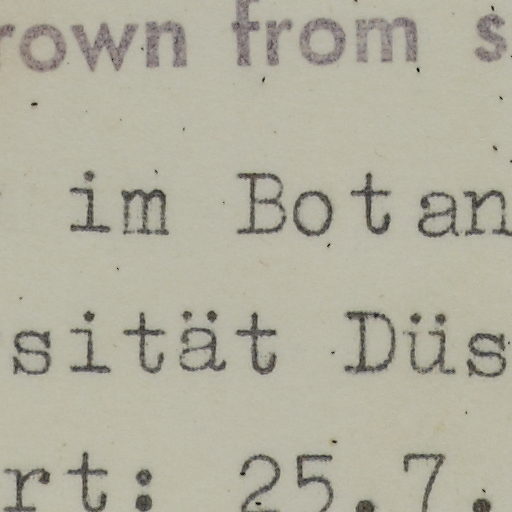 rown from s
im Botan
sität Düs
rt: 25.7.